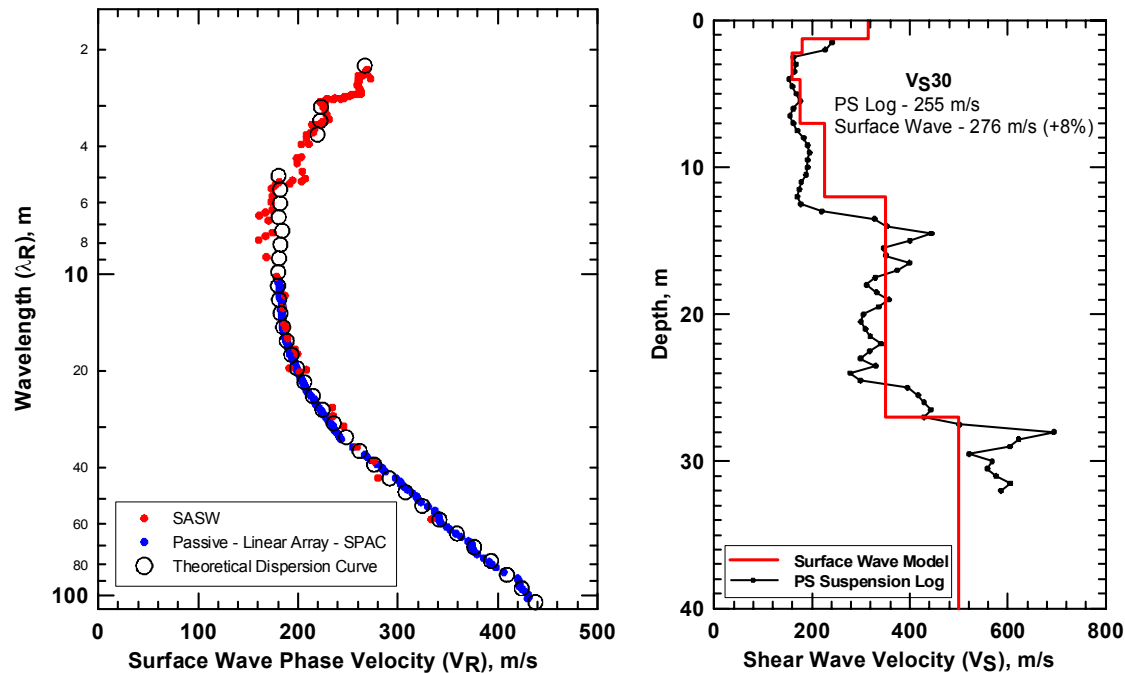 2
4
6
8
10
20
40
60
80
100
Wavelength (λR), m
SASW
Passive - Linear Array - SPAC
Theoretical Dispersion Curve
0 100 200 300 400 500
Surface Wave Phase Velocity (VR), m/s
0
10
20
30
40
Depth, m
VS30
PS Log - 255 m/s
Surface Wave - 276 m/s (+8%)
Surface Wave Model
PS Suspension Log
0 200 400 600 800
Shear Wave Velocity (VS), m/s